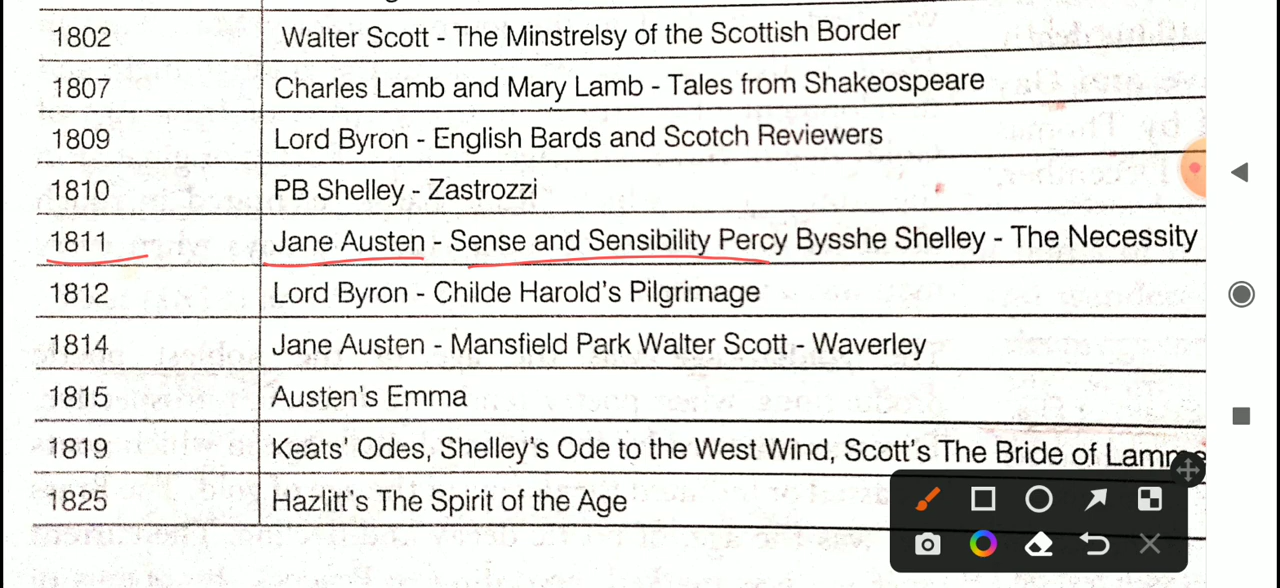 1802 Walter Scott - The Minstrelsy of the Scottish Border
1807 Charles Lamb and Mary Lamb - Tales from Shakeospeare
1809 Lord Byron - English Bards and Scotch Reviewers
1810 PB Shelley - Zastrozzi
1811 Jane Austen - Sense and Sensibility Percy Bysshe Shelley - The Necessity
1812 Lord Byron - Childe Harold's Pilgrimage
1814 Jane Austen - Mansfield Park Walter Scott - Waverley
1815 Austen's Emma
1819 Keats' Odes, Shelley's Ode to the West Wind, Scott's The Bride of
1825 Hazlitt's The Spirit of the Age